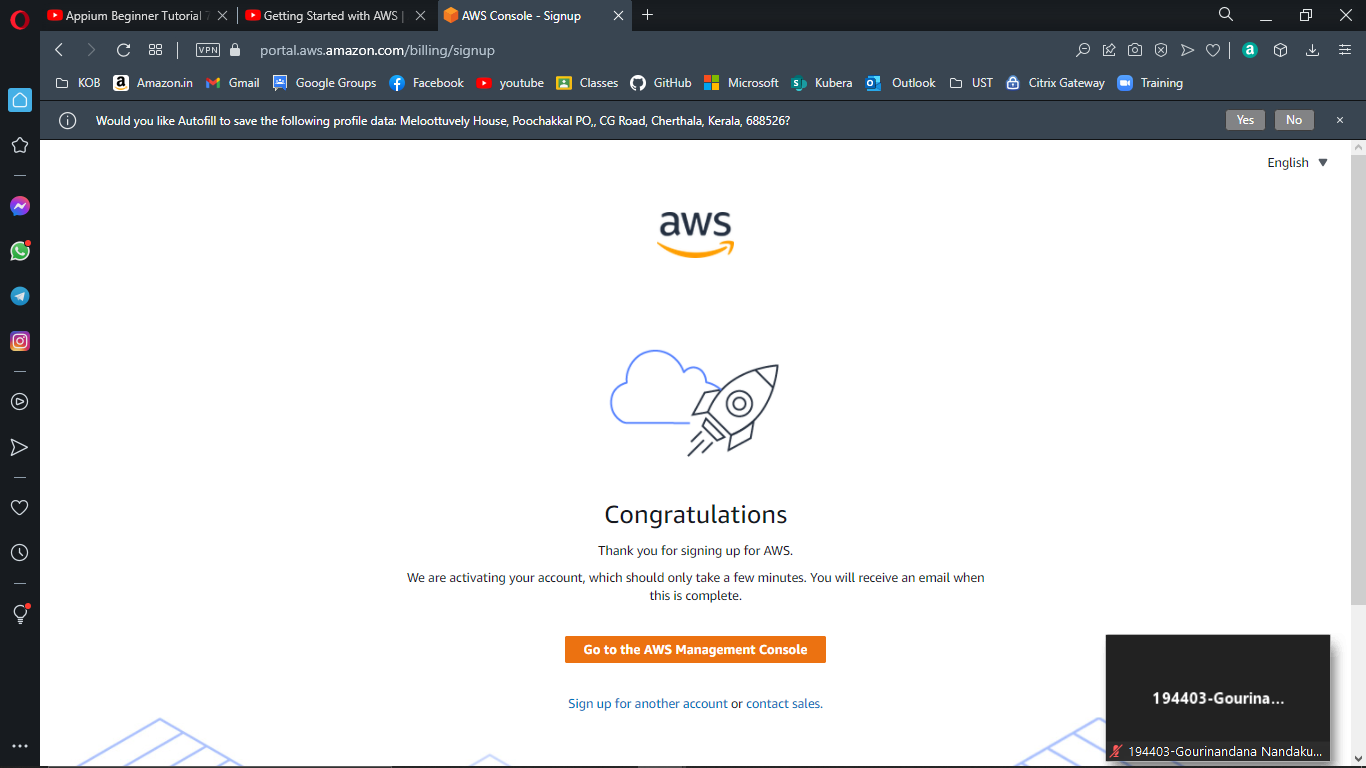 Appium Beginner Tutorial
Getting Started with AWS |
AWS Console - Signup
VPN
portal.aws.amazon.com/billing/signup
KOB
Amazon.in
Gmail
Google Groups
Facebook
youtube
Classes
GitHub
Microsoft
Kubera
Outlook
UST
Citrix Gateway
Training
Would you like Autofill to save the following profile data: Meloottuvely House, Poochakkal PO,, CG Road, Cherthala, Kerala, 688526?
Yes
No
English
aws
Congratulations
Thank you for signing up for AWS.
We are activating your account, which should only take a few minutes. You will receive an email when
this is complete.
Go to the AWS Management Console
Sign up for another account or contact sales.
194403-Gourina...
194403-Gourinandana Nandaku...